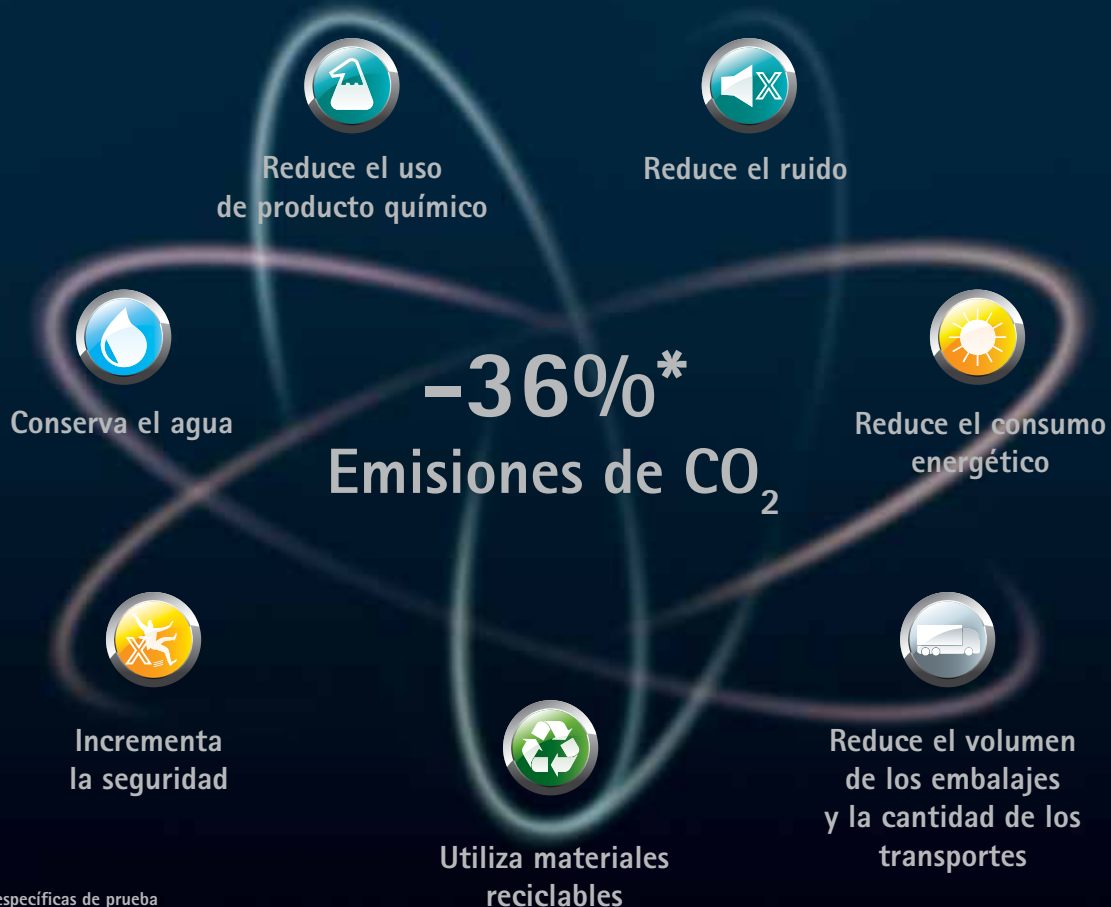 Reduce el uso
de producto químico
Reduce el ruido
Conserva el agua
-36%*
Emisiones de CO₂
Reduce el consumo
energético
Incrementa
la seguridad
Utiliza materiales
reciclables
Reduce el volumen
de los embalajes
y la cantidad de los
transportes
específicas de prueba